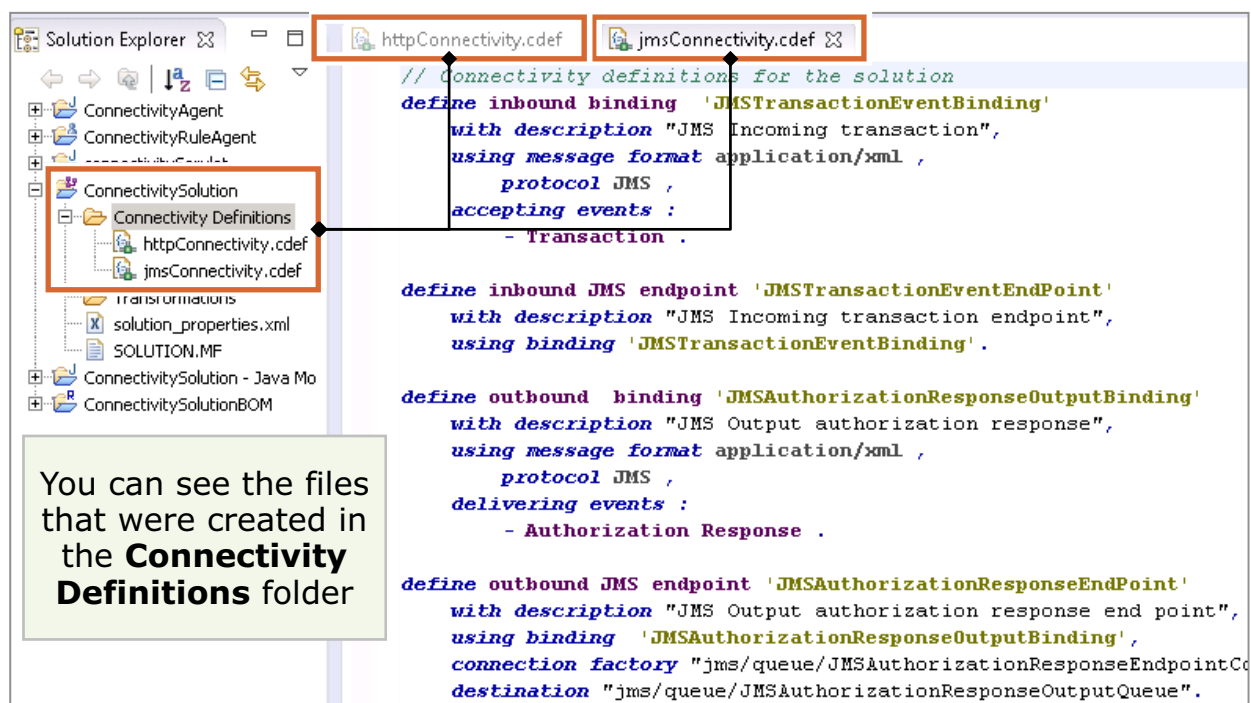 Solution Explorer
ConnectivityAgent
ConnectivityRuleAgent
ConnectivitySolution
Connectivity Definitions
httpConnectivity.cdef
jmsConnectivity.cdef
Transformations
solution_properties.xml
SOLUTION.MF
ConnectivitySolution - Java Mo
ConnectivitySolutionBOM
You can see the files
that were created in
the Connectivity
Definitions folder
httpConnectivity.cdef
jmsConnectivity.cdef
// Connectivity definitions for the solution
define inbound binding 'JMSTransactionEventBinding'
with description "JMS Incoming transaction",
using message format application/xml ,
protocol JMS ,
accepting events :
- Transaction .
define inbound JMS endpoint 'JMSTransactionEventEndPoint'
with description "JMS Incoming transaction endpoint",
using binding 'JMSTransactionEventBinding'.
define outbound binding 'JMSAuthorizationResponseOutputBinding'
with description "JMS Output authorization response",
using message format application/xml ,
protocol JMS ,
delivering events :
- Authorization Response .
define outbound JMS endpoint 'JMSAuthorizationResponseEndPoint'
with description "JMS Output authorization response end point",
using binding 'JMSAuthorizationResponseOutputBinding',
connection factory "jms/queue/JMSAuthorizationResponseEndpointCo
destination "jms/queue/JMSAuthorizationResponseOutputQueue".